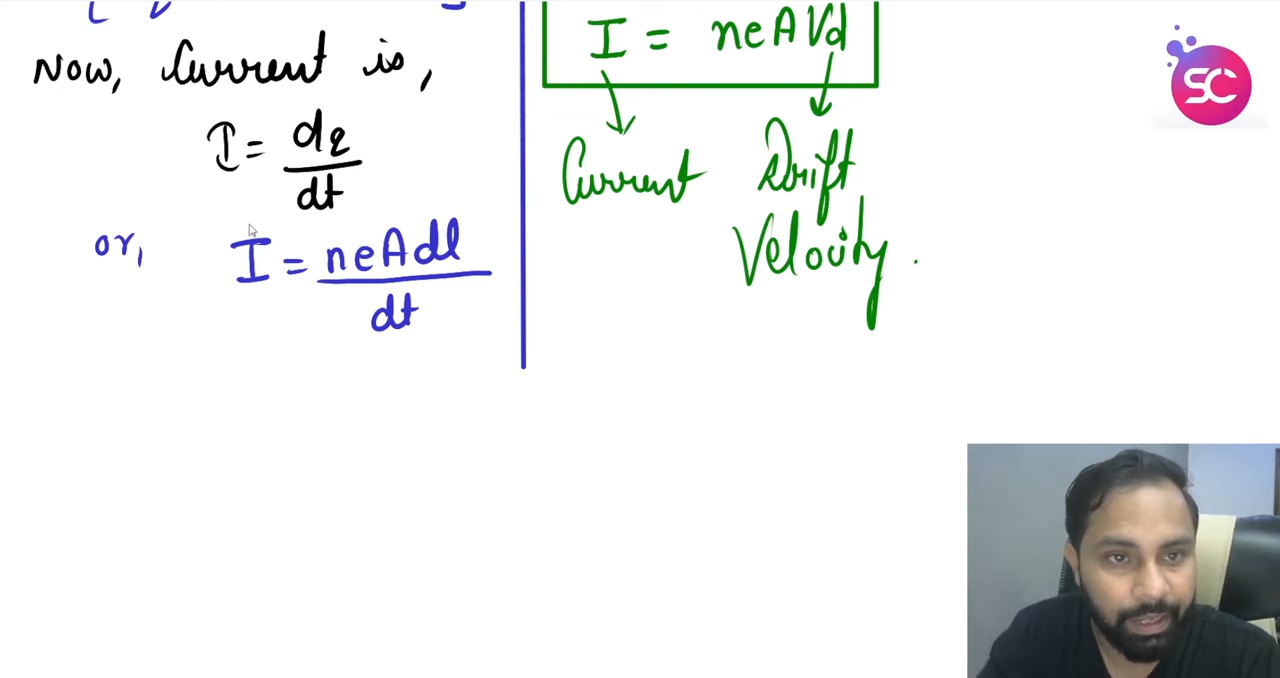 Now, Current is,
I = dq
dt
or, I = neAdl
dt
I = neAVd
Current Drift
Velocity.
SC